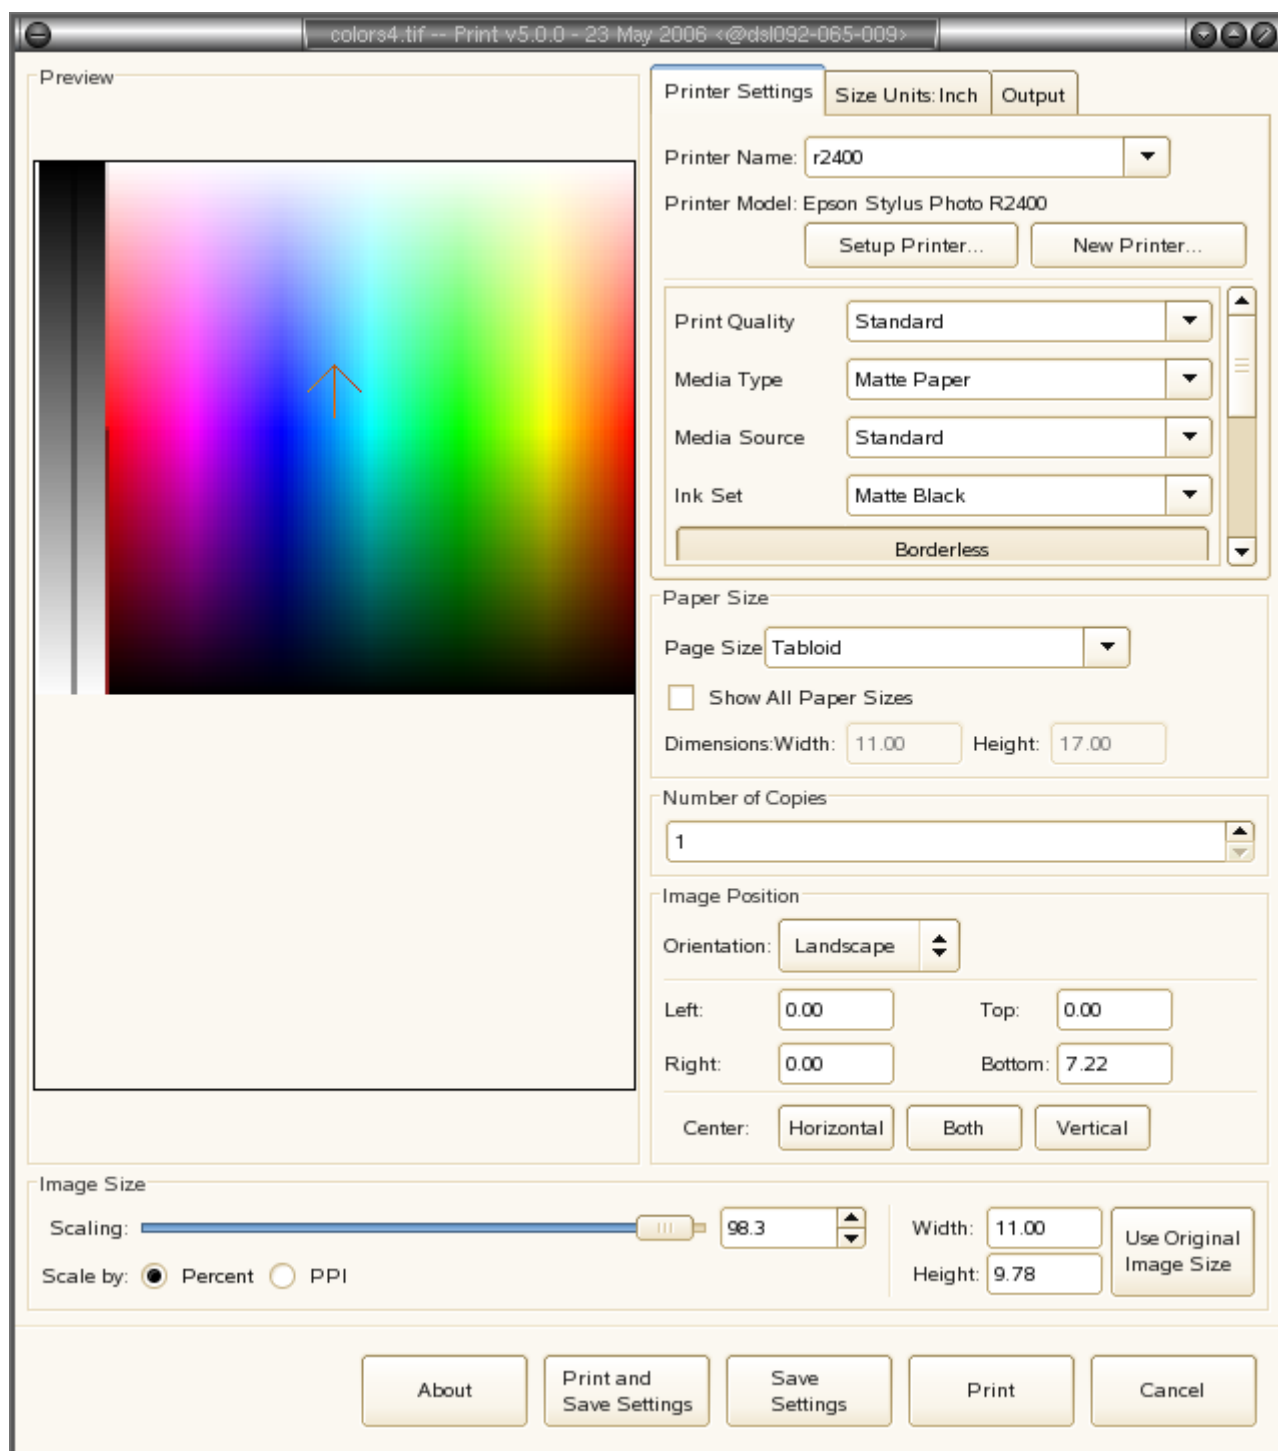 colors4.tif -- Print v5.0.0 - 23 May 2006 <@dsl092-065-009>
Preview
Printer Settings
Size Units: Inch
Output
Printer Name: r2400
Printer Model: Epson Stylus Photo R2400
Setup Printer...
New Printer...
Print Quality Standard
Media Type Matte Paper
Media Source Standard
Ink Set Matte Black
Borderless
Paper Size
Page Size Tabloid
Show All Paper Sizes
Dimensions:Width: 11.00 Height: 17.00
Number of Copies
1
Image Position
Orientation: Landscape
Left: 0.00 Top: 0.00
Right: 0.00 Bottom: 7.22
Center: Horizontal Both Vertical
Image Size
Scaling: 98.3
Scale by: Percent PPI
Width: 11.00
Height: 9.78
Use Original
Image Size
About
Print and
Save Settings
Save
Settings
Print
Cancel